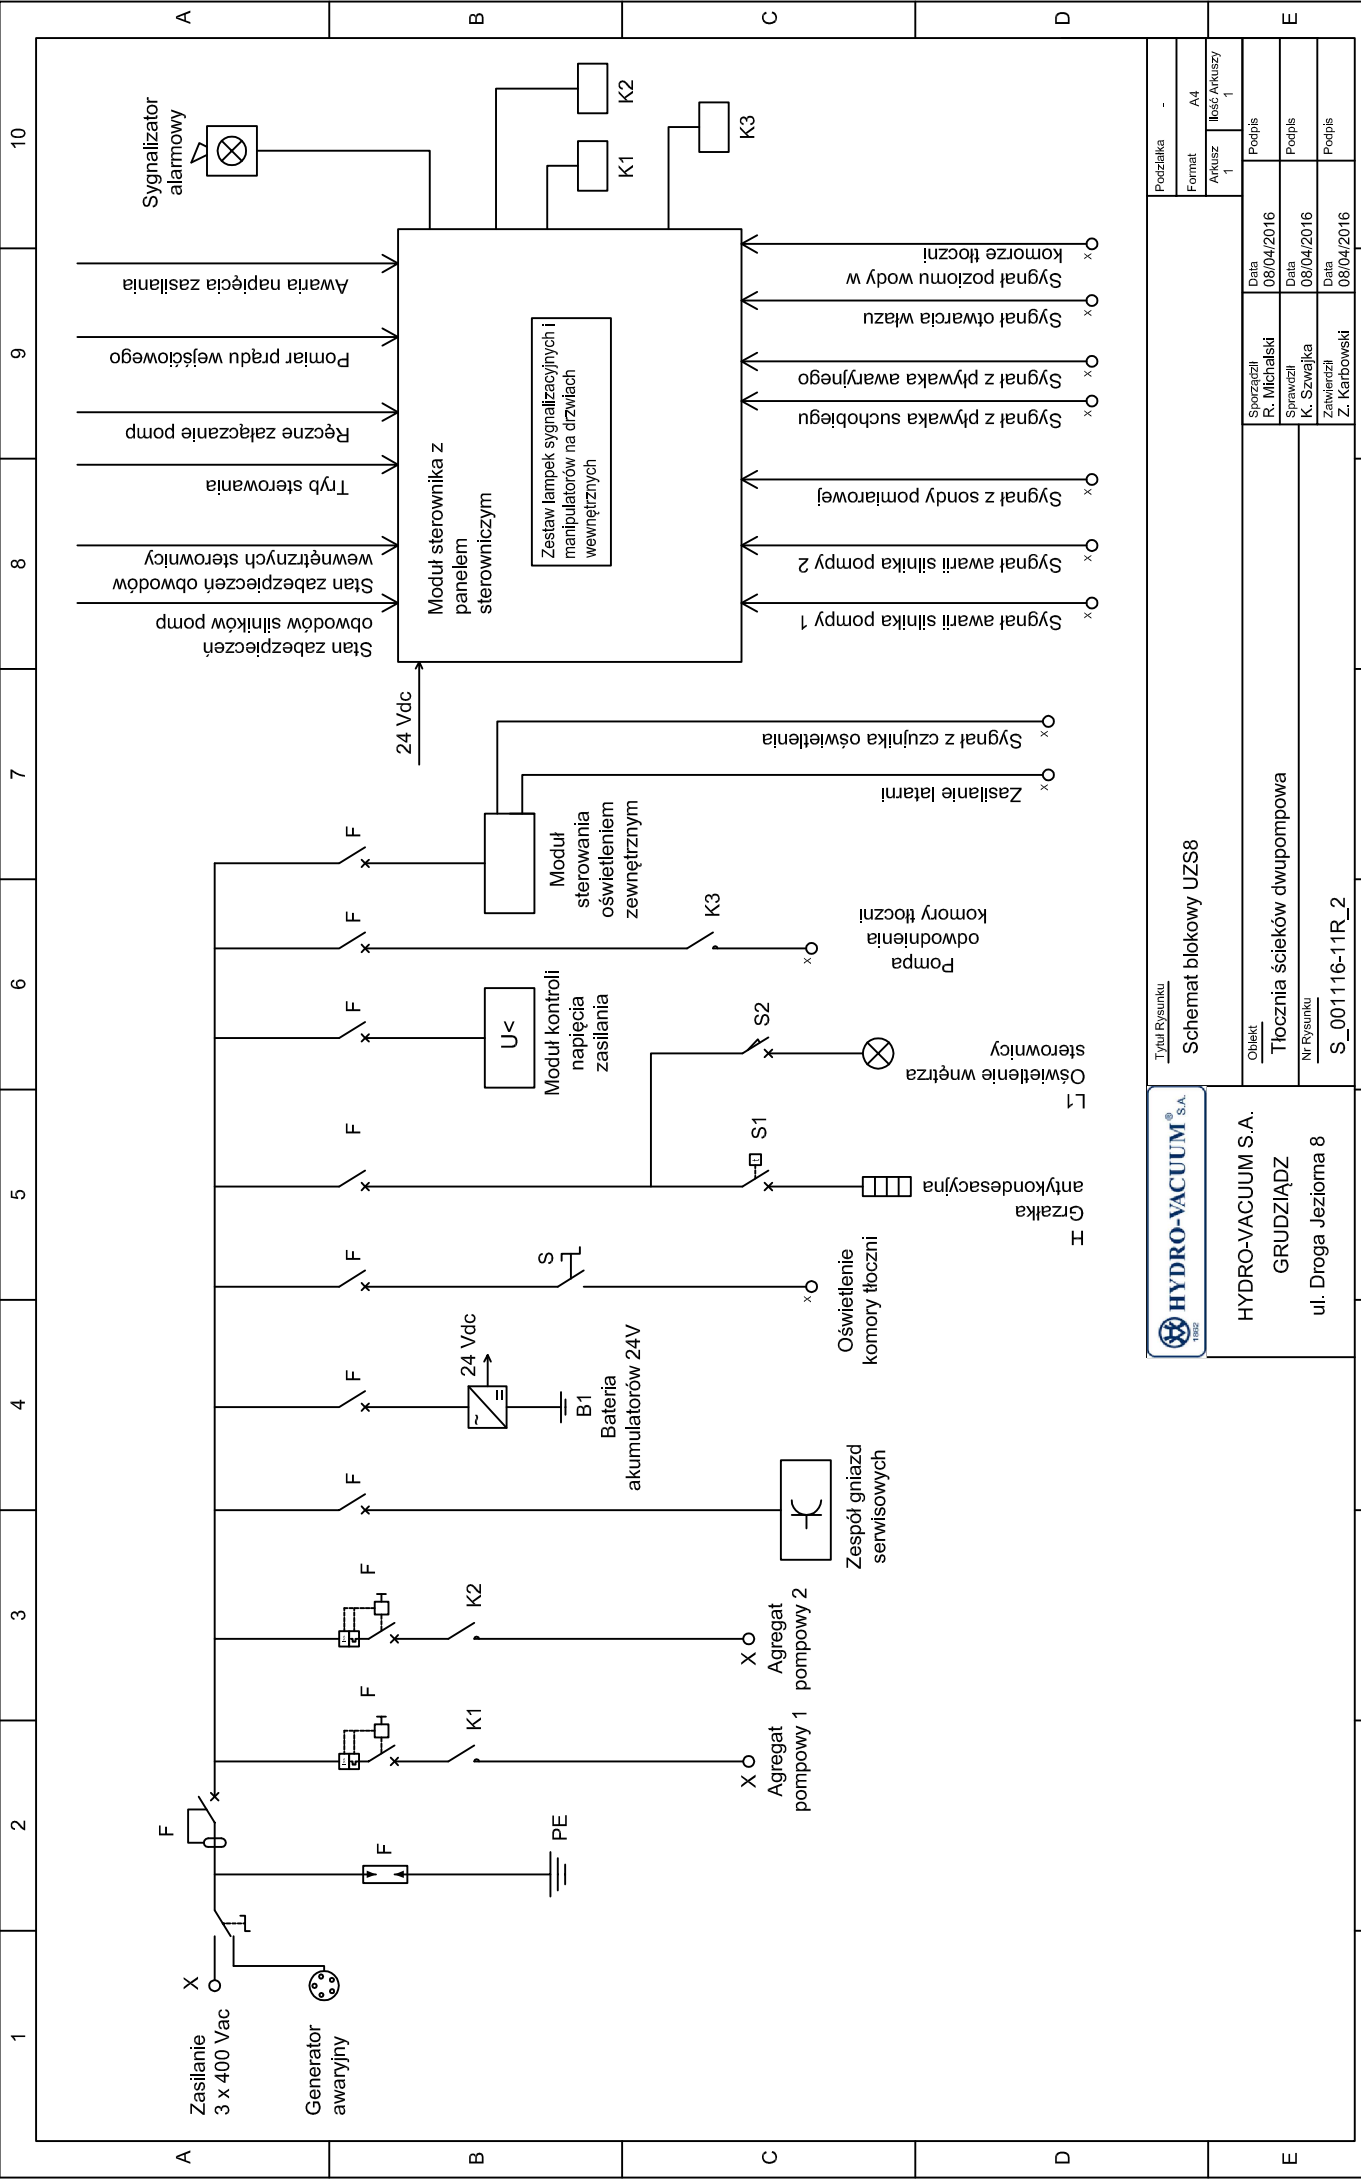 1 2 3 4 5 6 7 8 9 10
A
B
C
D
E
A
B
C
D
E
Zasilanie
3 x 400 Vac
X
Generator
awaryjny
F
F
PE
F
K1
X
Agregat
pompowy 1
F
K2
X
Agregat
pompowy 2
F
Zespół gniazd
serwisowych
F
~
=
24 Vdc
B1
Bateria
akumulatorów 24V
F
S
x
Oświetlenie
komory tłoczni
F
t
S1
H
Grzałka
antykondesacyjna
S2
L1
Oświetlenie wnętrza
sterownicy
F
U<
Moduł kontroli
napięcia
zasilania
F
K3
x
Pompa
odwodnienia
komory tłoczni
F
Moduł
sterowania
oświetleniem
zewnętrznym
Zasilanie latarni
x
Sygnał z czujnika oświetlenia
x
24 Vdc
Stan zabezpieczeń
obwodów silników pomp
Stan zabezpieczeń obwodów
wewnętrznych sterownicy
Tryb sterowania
Ręczne załączanie pomp
Pomiar prądu wejściowego
Awaria napięcia zasilania
Moduł sterownika z
panelem
sterowniczym
Zestaw lampek sygnalizacyjnych i
manipulatorów na drzwiach
wewnętrznych
Sygnalizator
alarmowy
K1
K2
K3
Sygnał awarii silnika pompy 1
x
Sygnał awarii silnika pompy 2
x
Sygnał z sondy pomiarowej
x
Sygnał z pływaka suchobiegu
x
Sygnał z pływaka awaryjnego
x
Sygnał otwarcia włazu
x
Sygnał poziomu wody w
komorze tłoczni
x
HYDRO-VACUUM® S.A.
1862
HYDRO-VACUUM S.A.
GRUDZIĄDZ
ul. Droga Jeziorna 8
Tytuł Rysunku
Schemat blokowy UZS8
Obiekt
Tłocznia ścieków dwupompowa
Nr Rysunku
S_001116-11R_2
Podziałka -
Format A4
Arkusz 1
Ilość Arkuszy 1
Sporządził
R. Michalski
Data
08/04/2016
Podpis
Sprawdził
K. Szwajka
Data
08/04/2016
Podpis
Zatwierdził
Z. Karbowski
Data
08/04/2016
Podpis